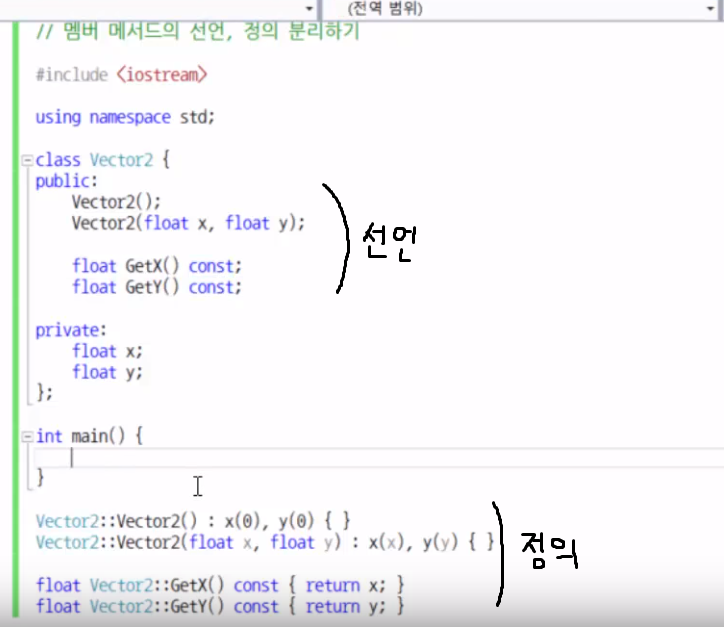 (전역 범위)
// 멤버 메서드의 선언, 정의 분리하기
#include <iostream>
using namespace std;
class Vector2 {
public:
Vector2();
Vector2(float x, float y);
선언
float GetX() const;
float GetY() const;
private:
float x;
float y;
};
int main() {
}
Vector2::Vector2() : x(0), y(0) { }
Vector2::Vector2(float x, float y) : x(x), y(y) { }
정의
float Vector2::GetX() const { return x; }
float Vector2::GetY() const { return y; }